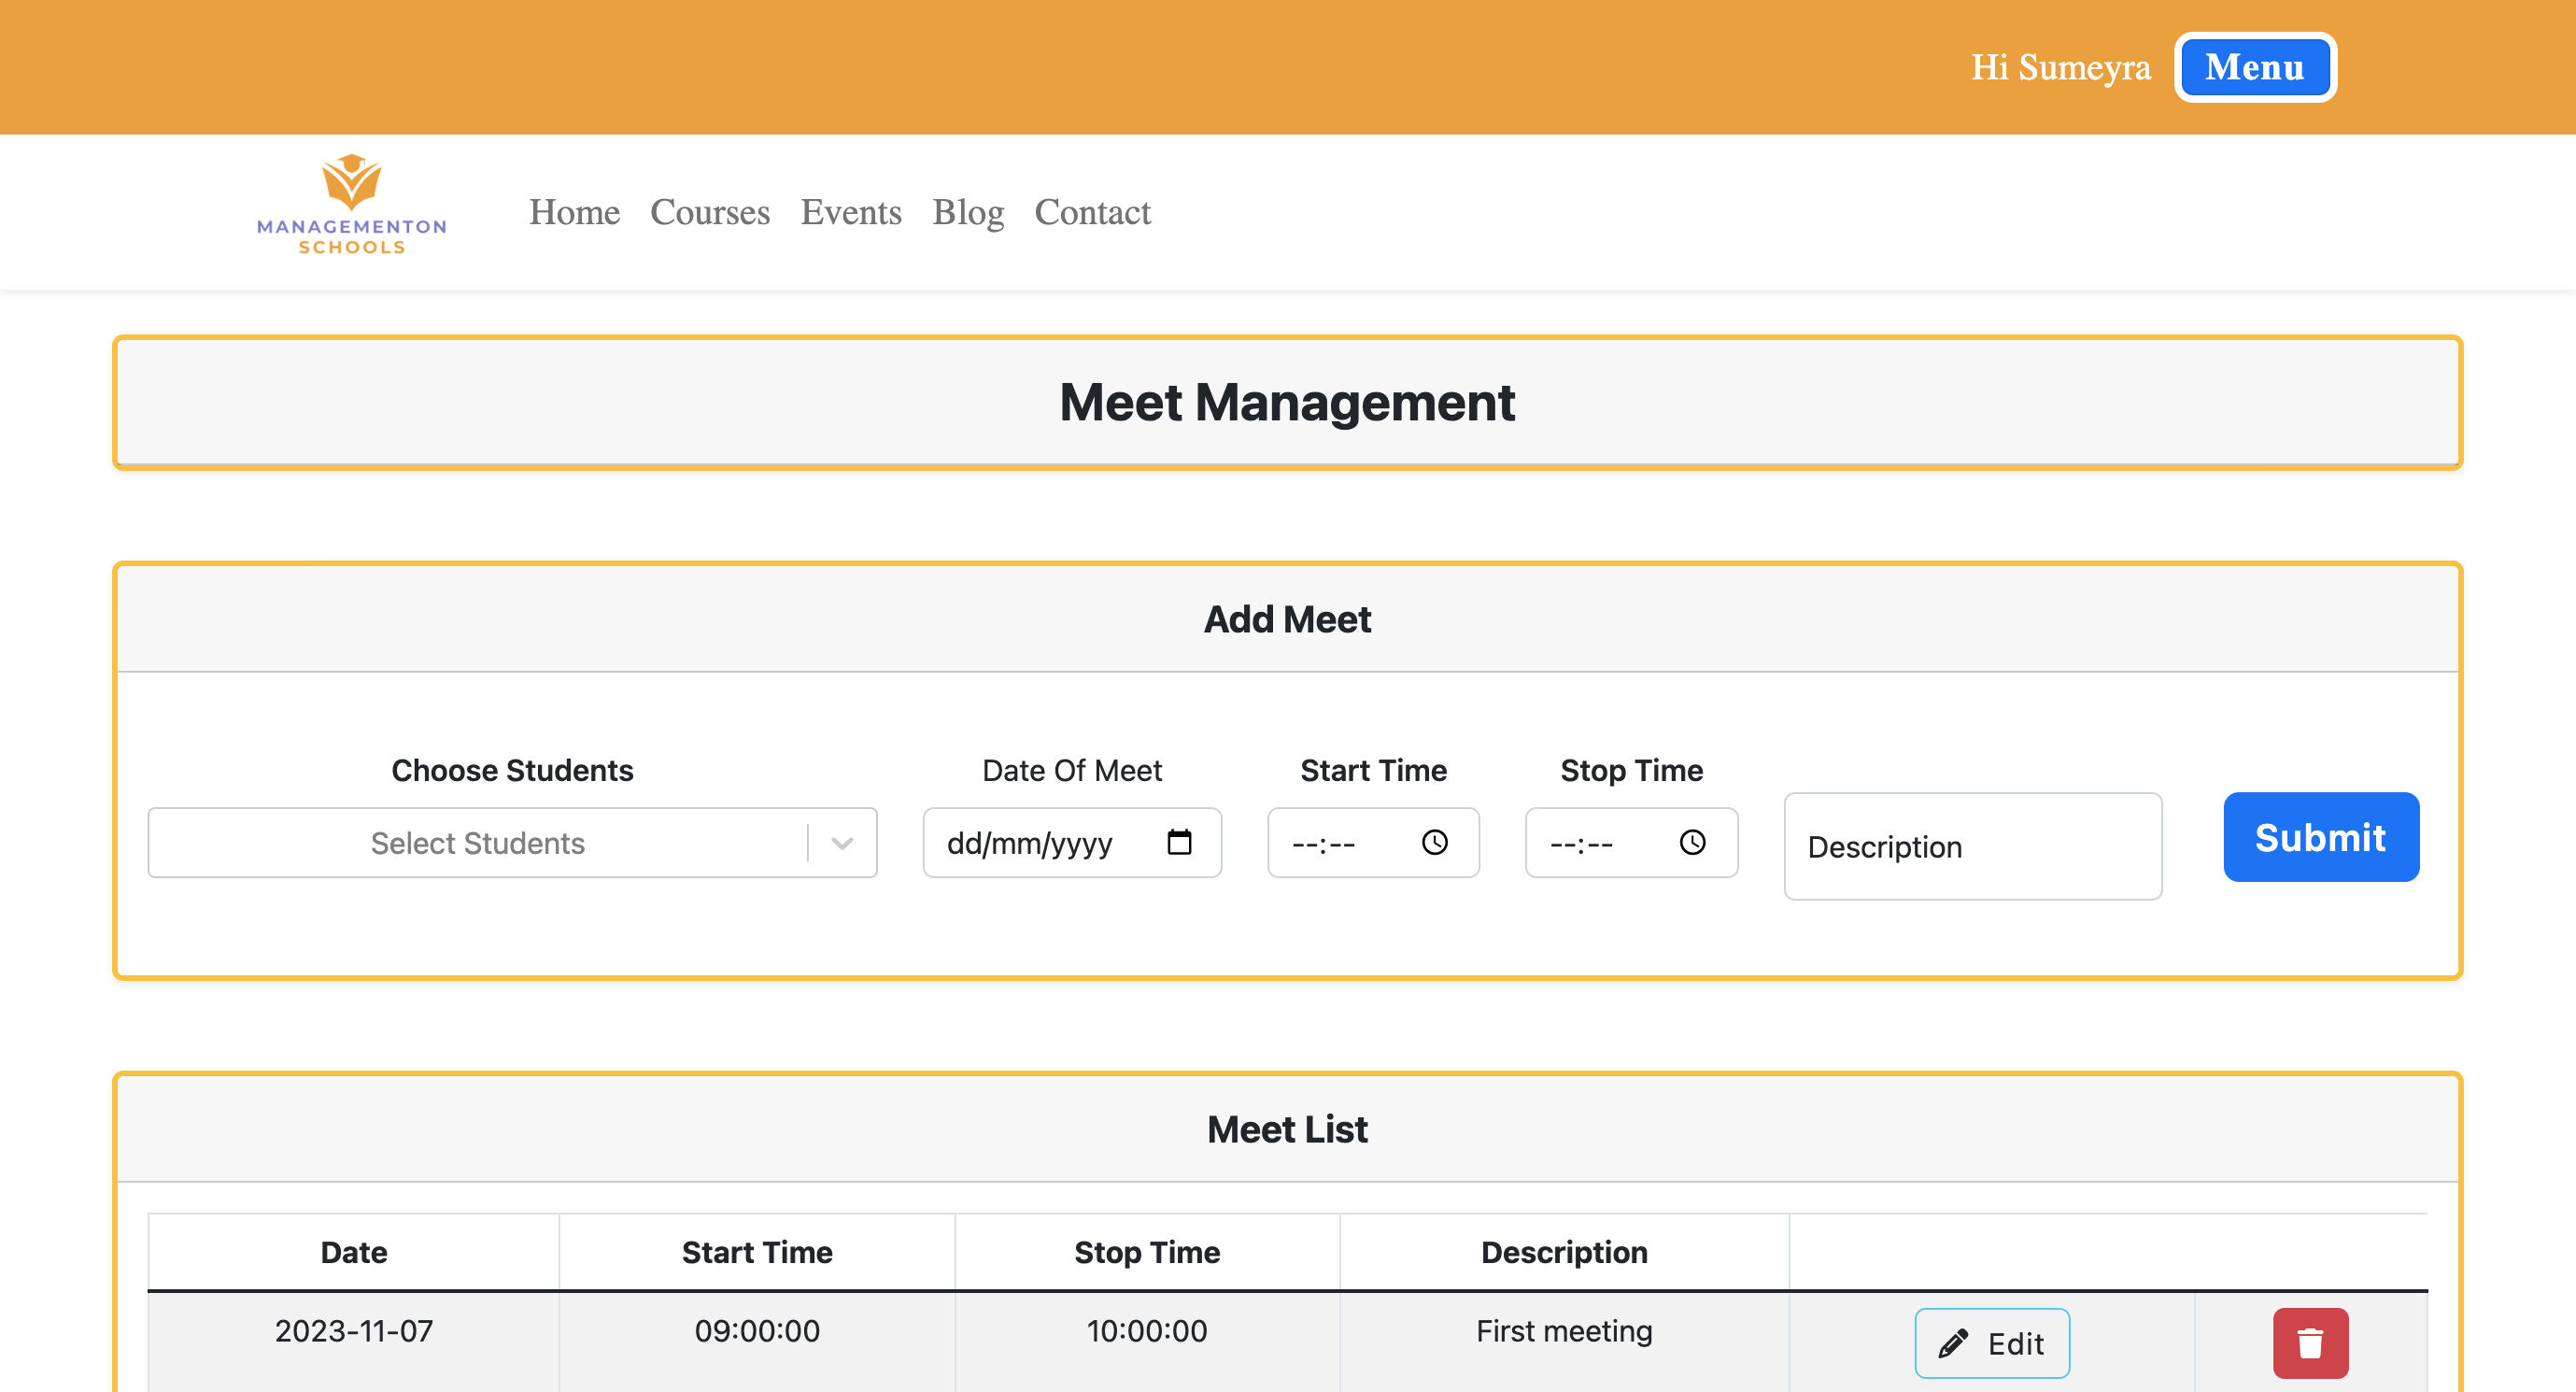 Hi Sumeyra Menu
MANAGEMENTON
SCHOOLS
Home Courses Events Blog Contact
Meet Management
Add Meet
Choose Students Date Of Meet Start Time Stop Time
Select Students dd/mm/yyyy --:-- --:-- Description Submit
Meet List
Date Start Time Stop Time Description
2023-11-07 09:00:00 10:00:00 First meeting Edit